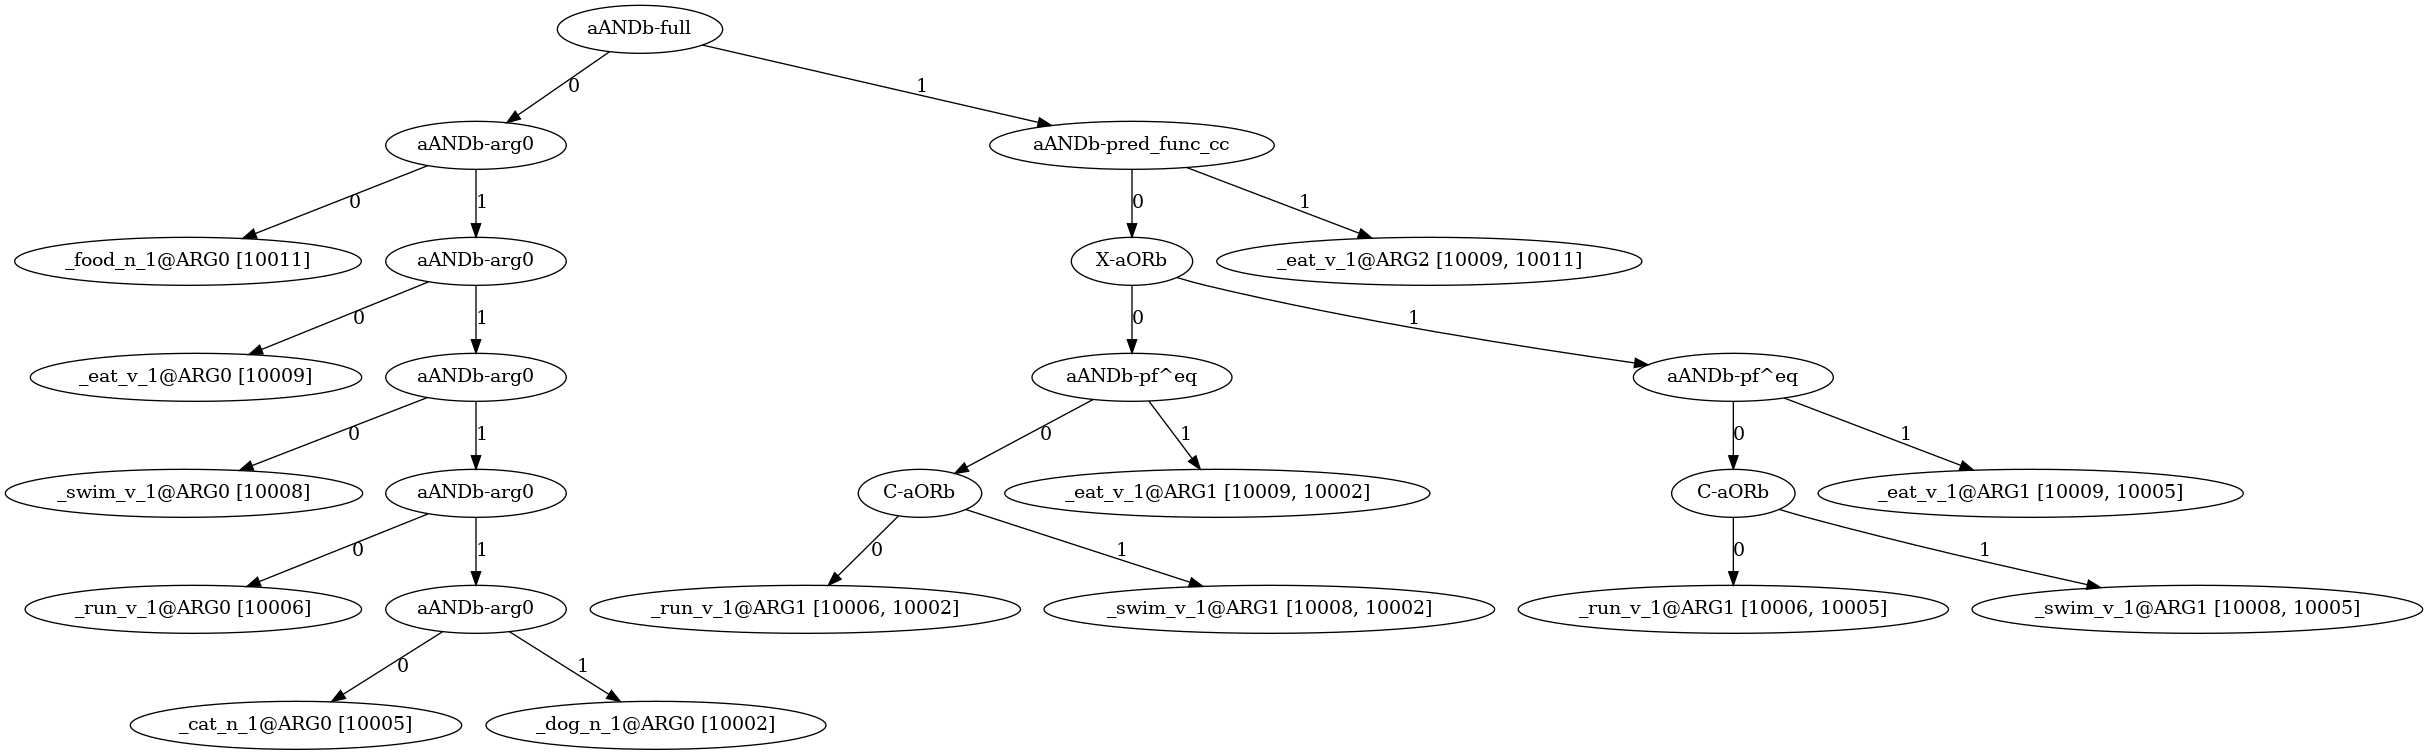 aANDb-full
0
1
aANDb-arg0
aANDb-pred_func_cc
0
1
0
1
_food_n_1@ARG0 [10011]
aANDb-arg0
X-aORb
_eat_v_1@ARG2 [10009, 10011]
0
1
0
1
_eat_v_1@ARG0 [10009]
aANDb-arg0
aANDb-pf^eq
aANDb-pf^eq
0
1
0
1
0
1
_swim_v_1@ARG0 [10008]
aANDb-arg0
C-aORb
_eat_v_1@ARG1 [10009, 10002]
C-aORb
_eat_v_1@ARG1 [10009, 10005]
0
1
0
1
0
1
_run_v_1@ARG0 [10006]
aANDb-arg0
_run_v_1@ARG1 [10006, 10002]
_swim_v_1@ARG1 [10008, 10002]
_run_v_1@ARG1 [10006, 10005]
_swim_v_1@ARG1 [10008, 10005]
0
1
_cat_n_1@ARG0 [10005]
_dog_n_1@ARG0 [10002]